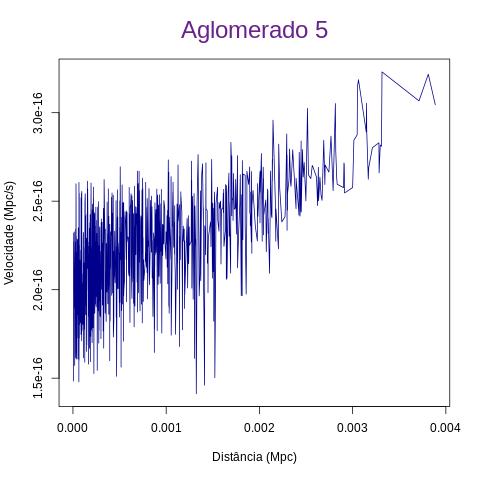 Aglomerado 5
Velocidade (Mpc/s)
3.0e-16
2.5e-16
2.0e-16
1.5e-16
0.000 0.001 0.002 0.003 0.004
Distância (Mpc)